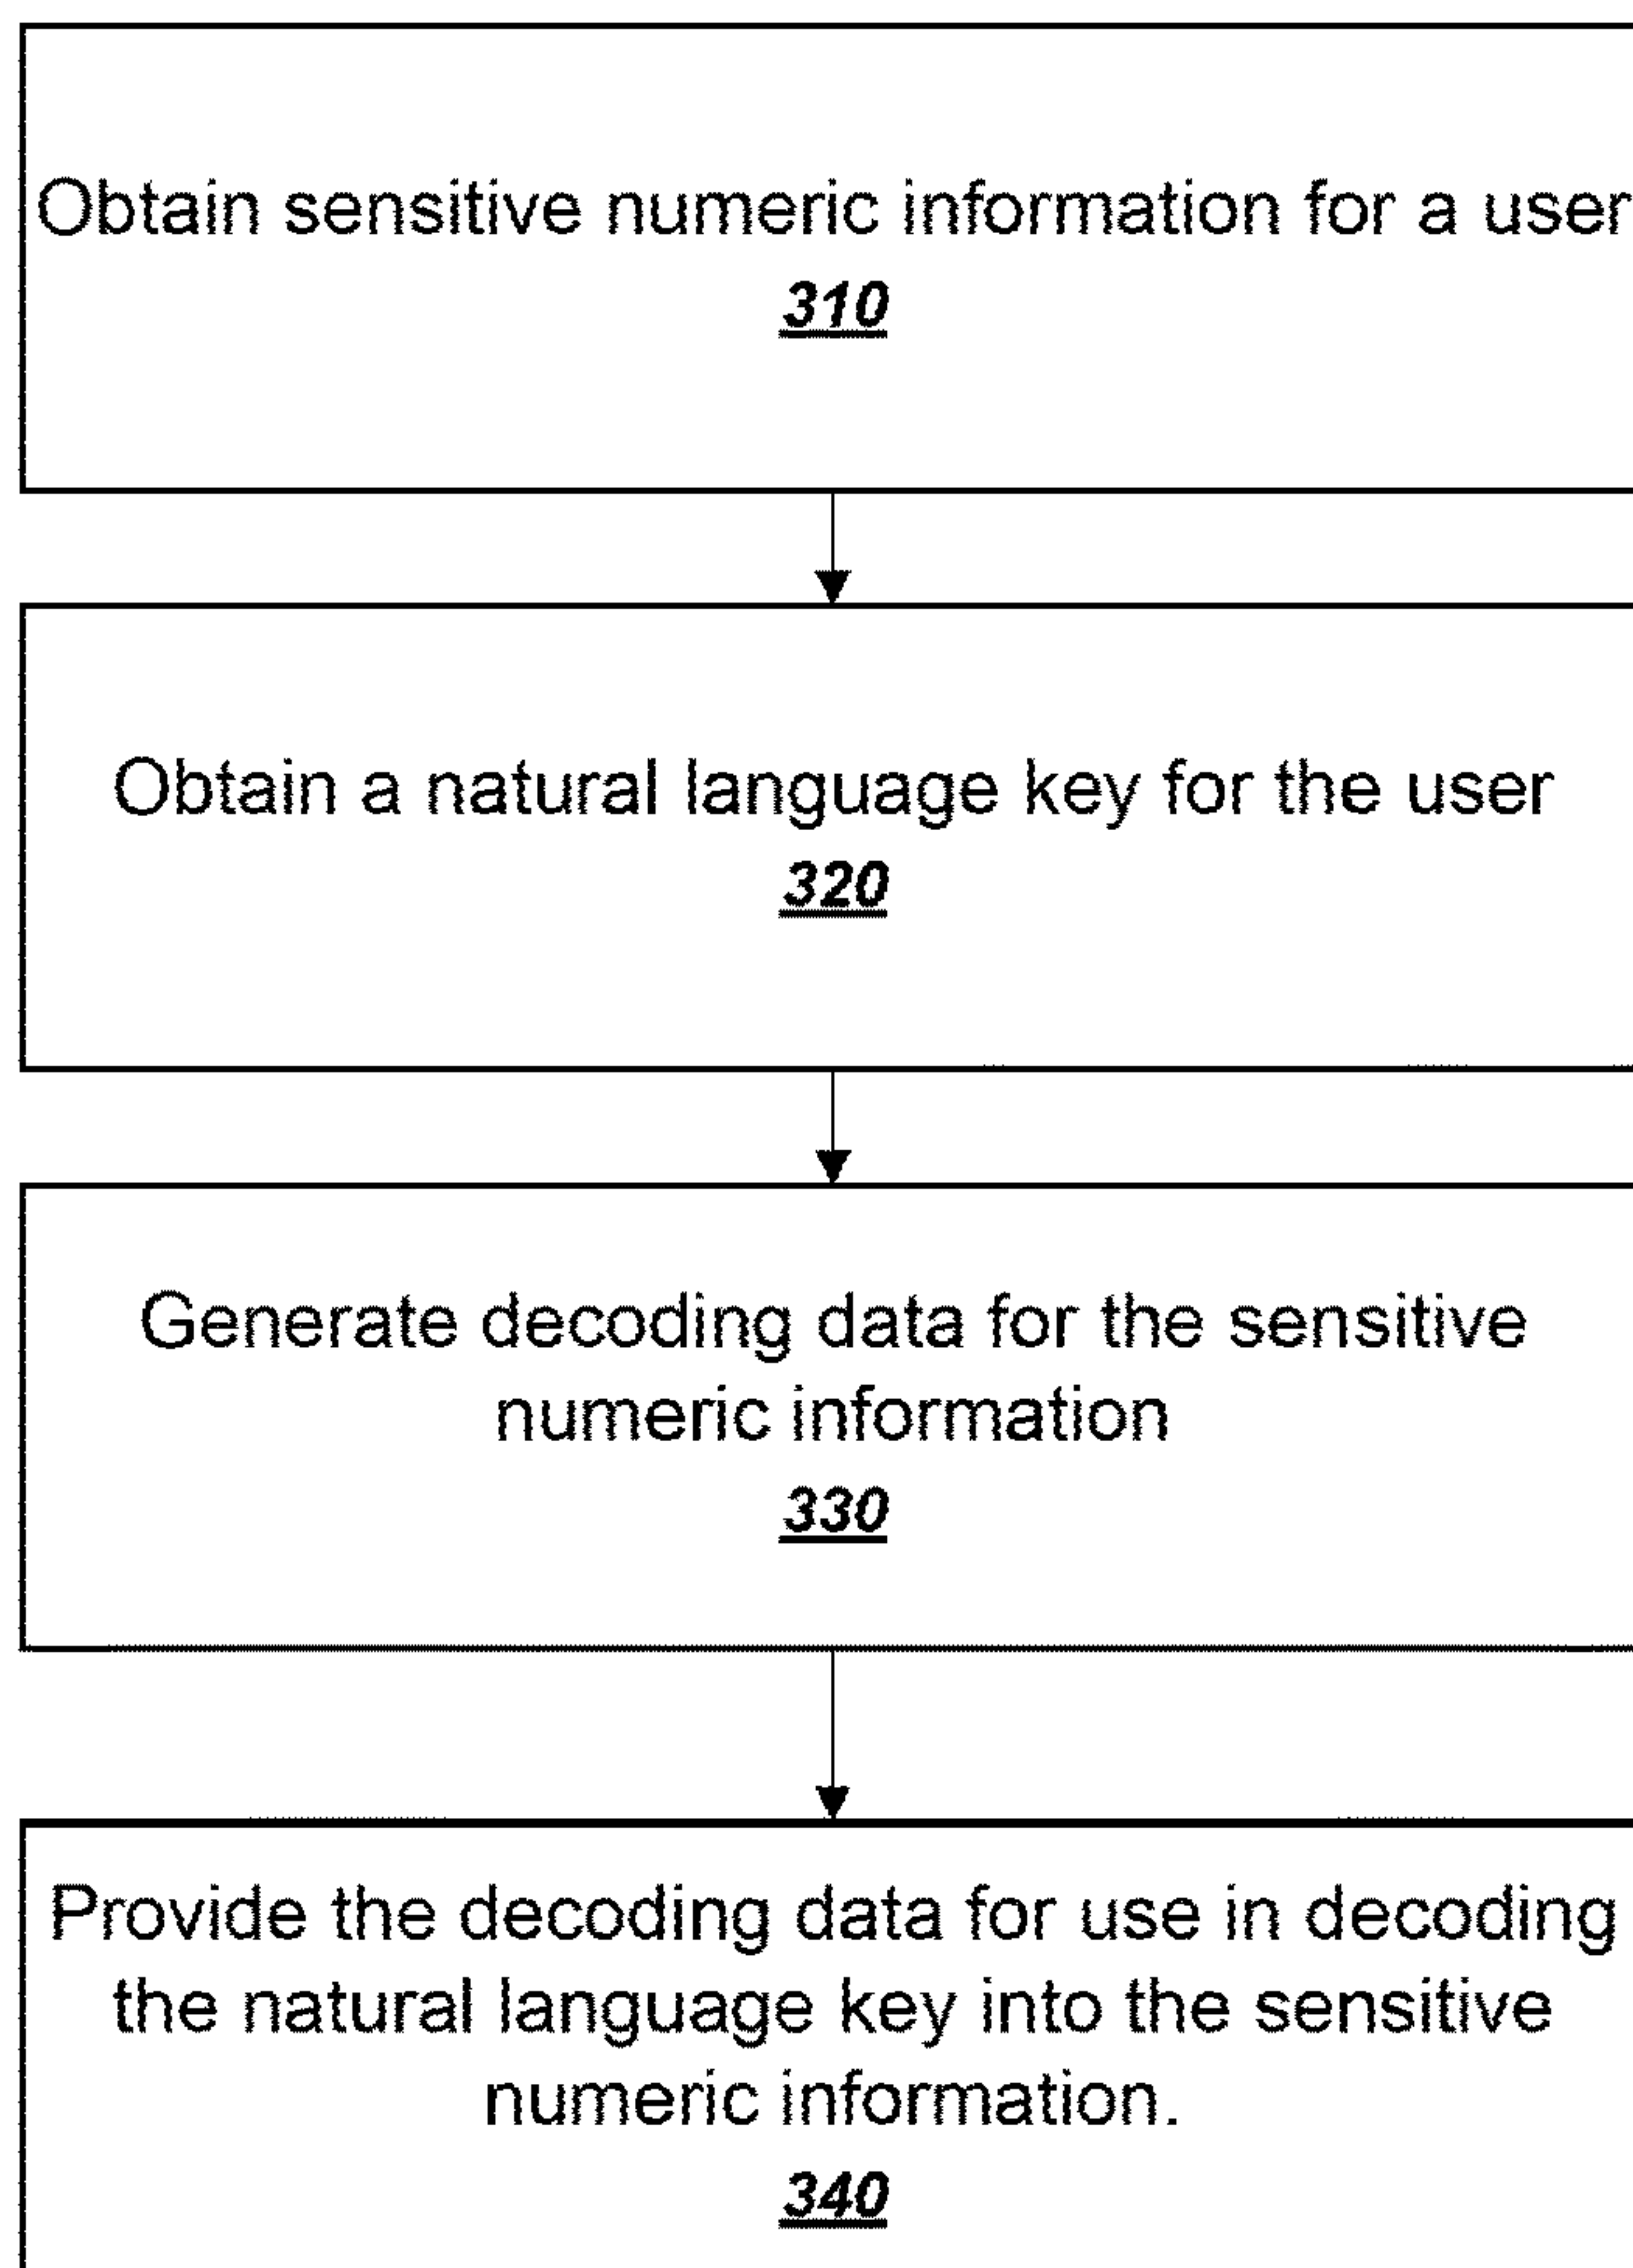 Obtain sensitive numeric information for a user
310
Obtain a natural language key for the user
320
Generate decoding data for the sensitive
numeric information
330
Provide the decoding data for use in decoding
the natural language key into the sensitive
numeric information.
340